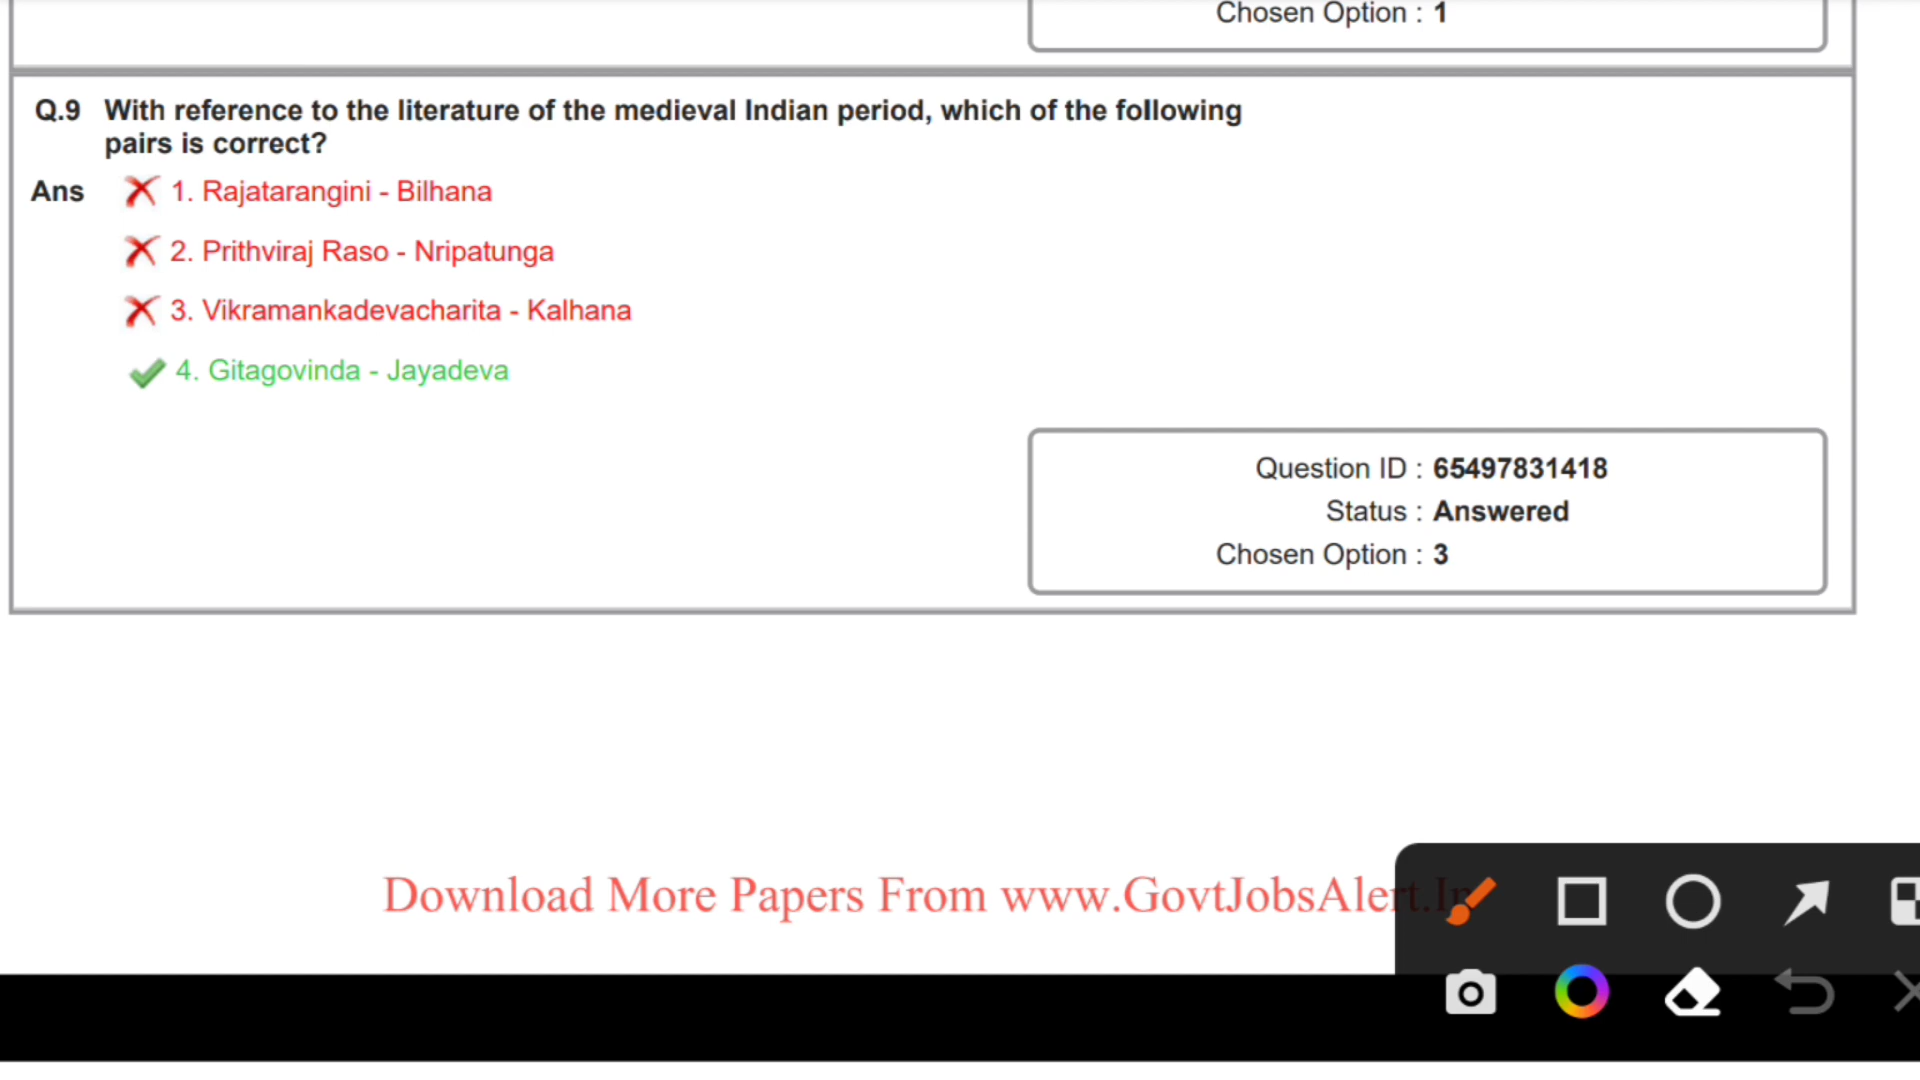 Chosen Option : 1
Q.9 With reference to the literature of the medieval Indian period, which of the following
pairs is correct?
Ans 1. Rajatarangini - Bilhana
2. Prithviraj Raso - Nripatunga
3. Vikramankadevacharita - Kalhana
4. Gitagovinda - Jayadeva
Question ID : 65497831418
Status : Answered
Chosen Option : 3
Download More Papers From www.GovtJobsAlert.In